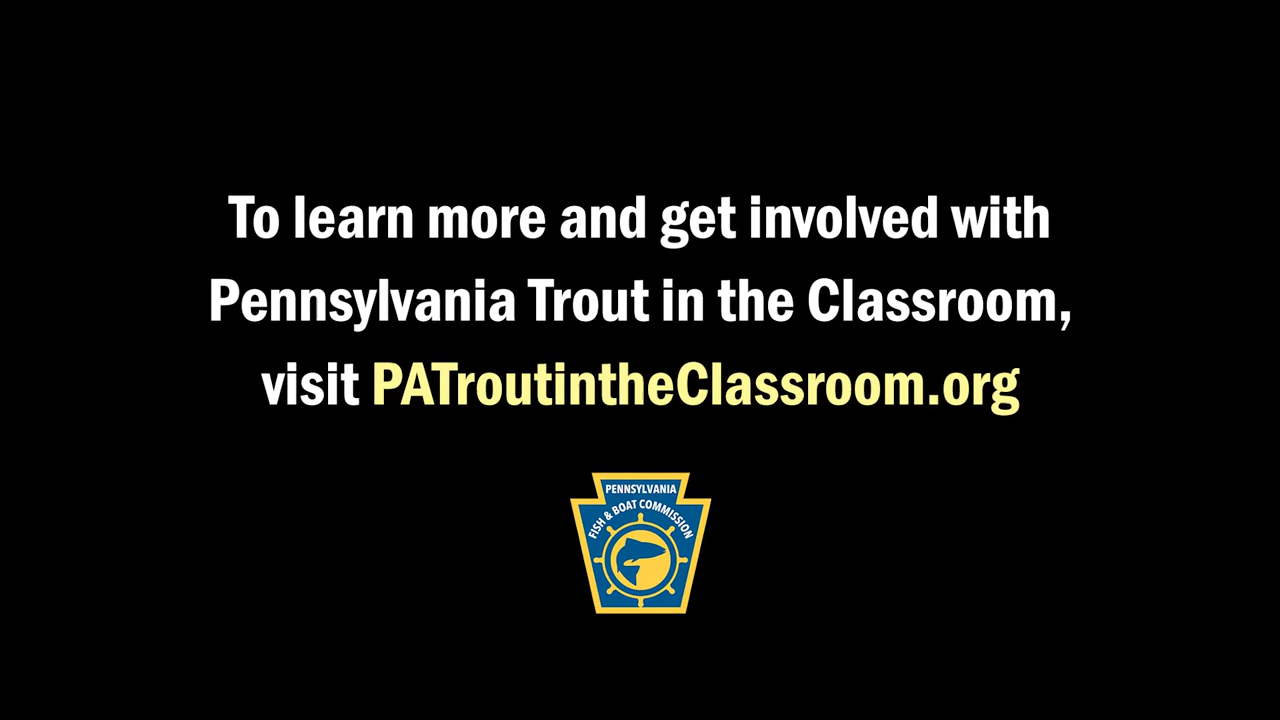 To learn more and get involved with
Pennsylvania Trout in the Classroom,
visit PATroutintheClassroom.org
PENNSYLVANIA
FISH & BOAT COMMISSION